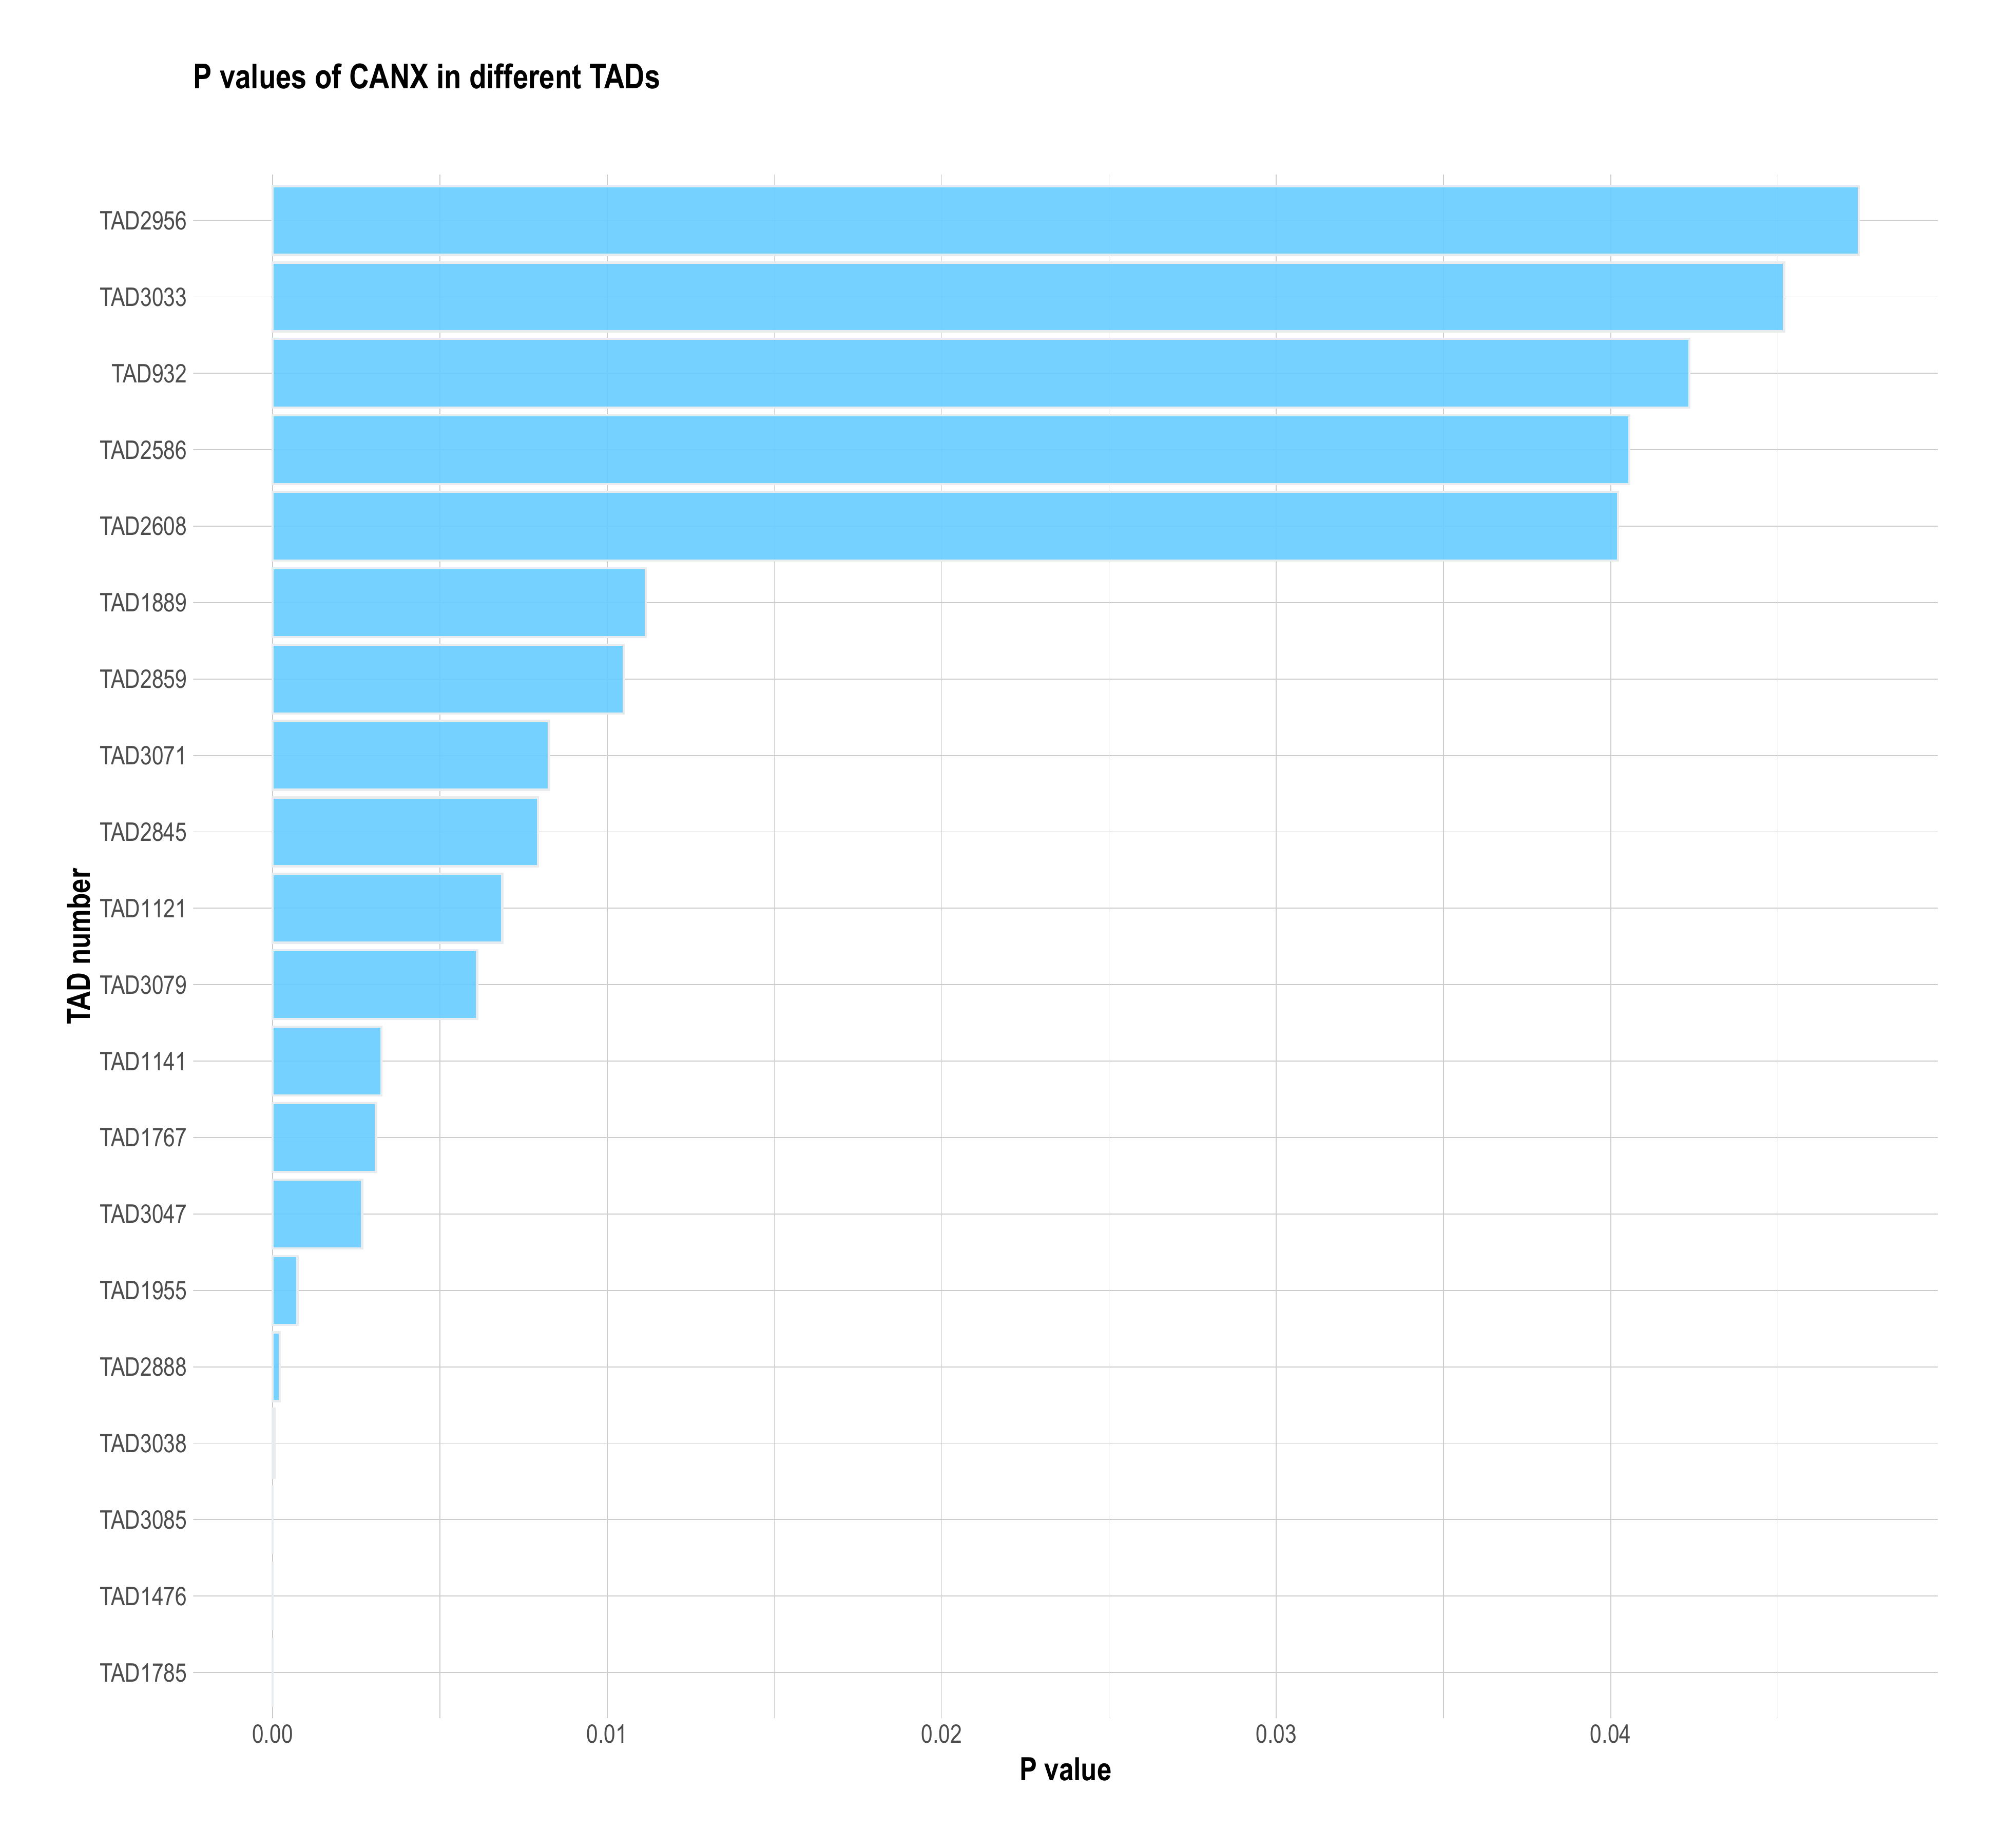 P values of CANX in different TADs
TAD2956
TAD3033
TAD932
TAD2586
TAD2608
TAD1889
TAD2859
TAD3071
TAD2845
TAD1121
TAD3079
TAD1141
TAD1767
TAD3047
TAD1955
TAD2888
TAD3038
TAD3085
TAD1476
TAD1785
TAD number
0.00 0.01 0.02 0.03 0.04
P value